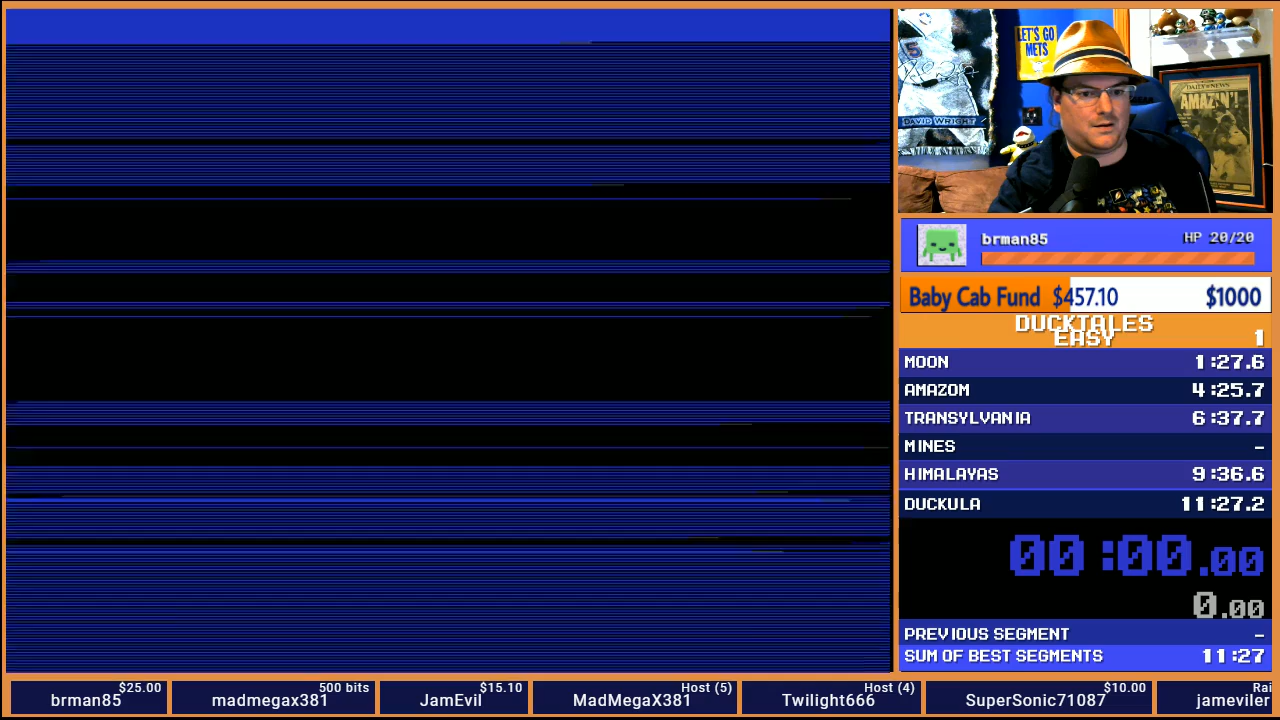 LET'S GO
METS
5
DAVID WRIGHT
DAILY NEWS
AMAZIN'!
brman85 HP 20/20
Baby Cab Fund $457.10 $1000
DUCKTALES
EASY 1
MOON 1:27.6
AMAZOM 4:25.7
TRANSYLVANIA 6:37.7
MINES -
HIMALAYAS 9:36.6
DUCKULA 11:27.2
00:00.00
0.00
PREVIOUS SEGMENT -
SUM OF BEST SEGMENTS 11:27
brman85 $25.00
madmegax381 500 bits
JamEvil $15.10
MadMegaX381 Host (5)
Twilight666 Host (4)
SuperSonic71087 $10.00
jameviler Rai